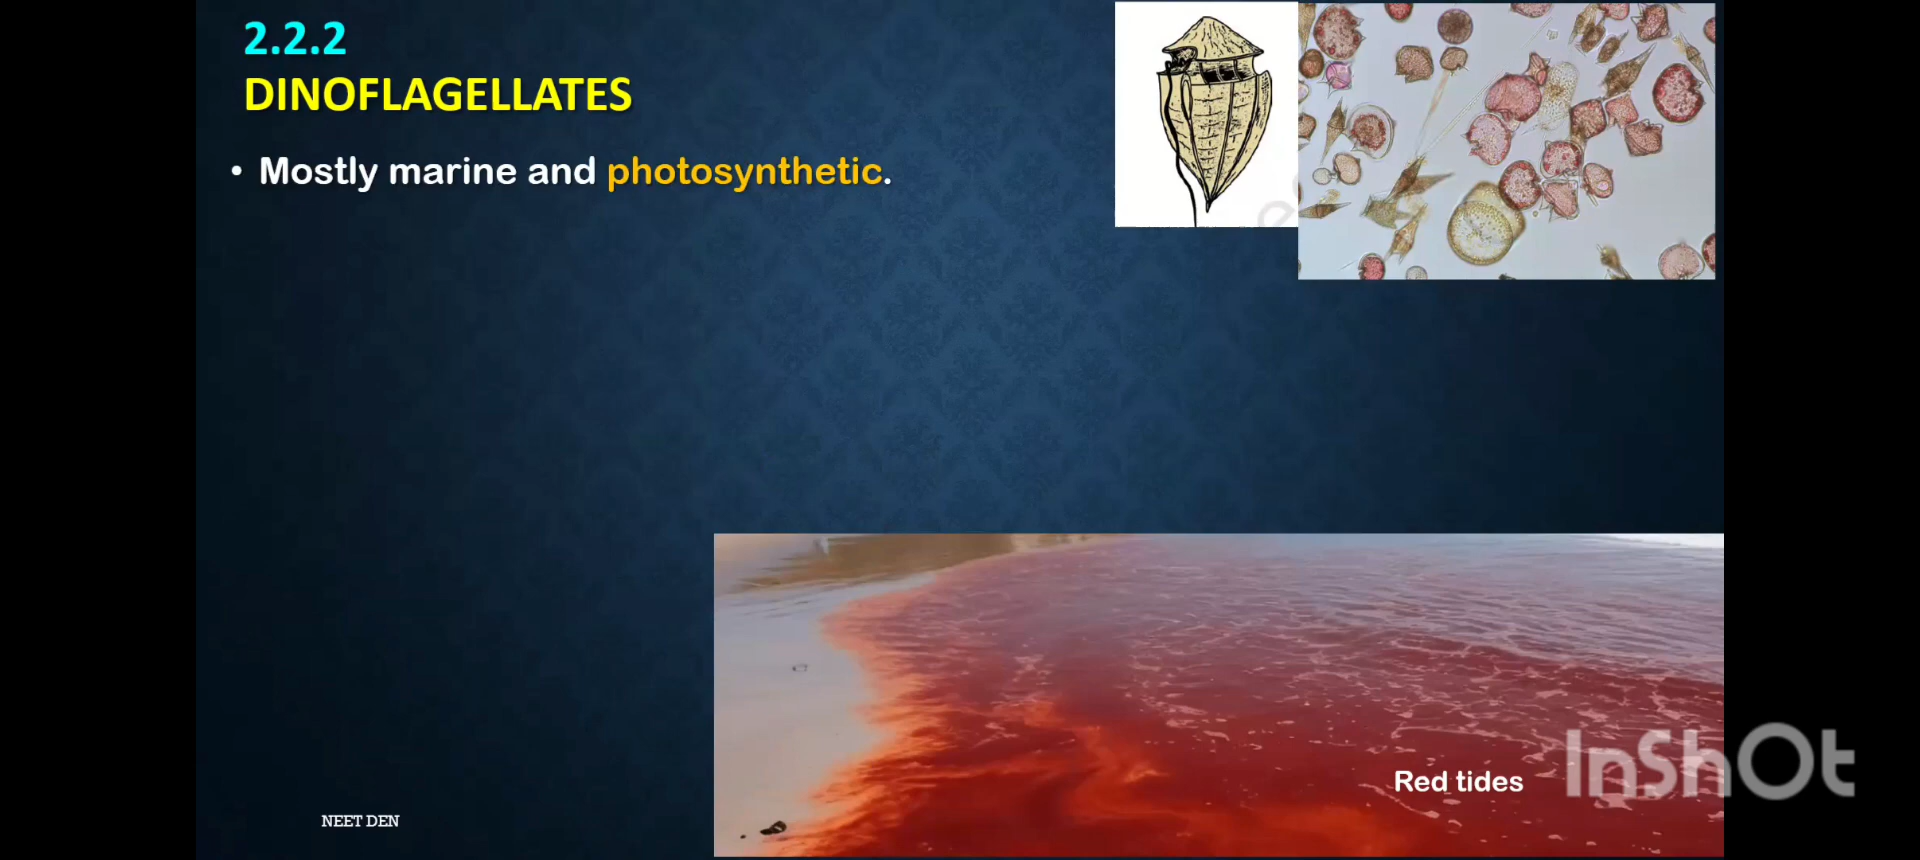 2.2.2
DINOFLAGELLATES
• Mostly marine and photosynthetic.
Red tides
InShOt
NEET DEN